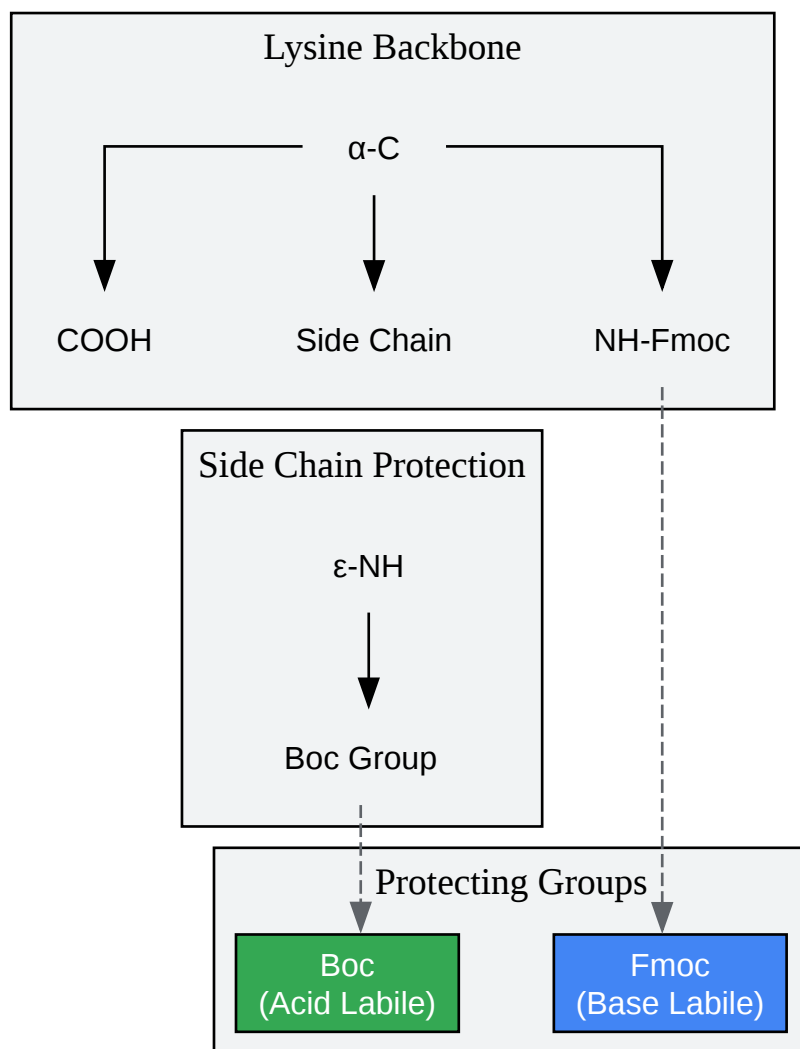 Lysine Backbone
α-C
COOH
Side Chain
NH-Fmoc
Side Chain Protection
ε-NH
Boc Group
Protecting Groups
Boc
(Acid Labile)
Fmoc
(Base Labile)